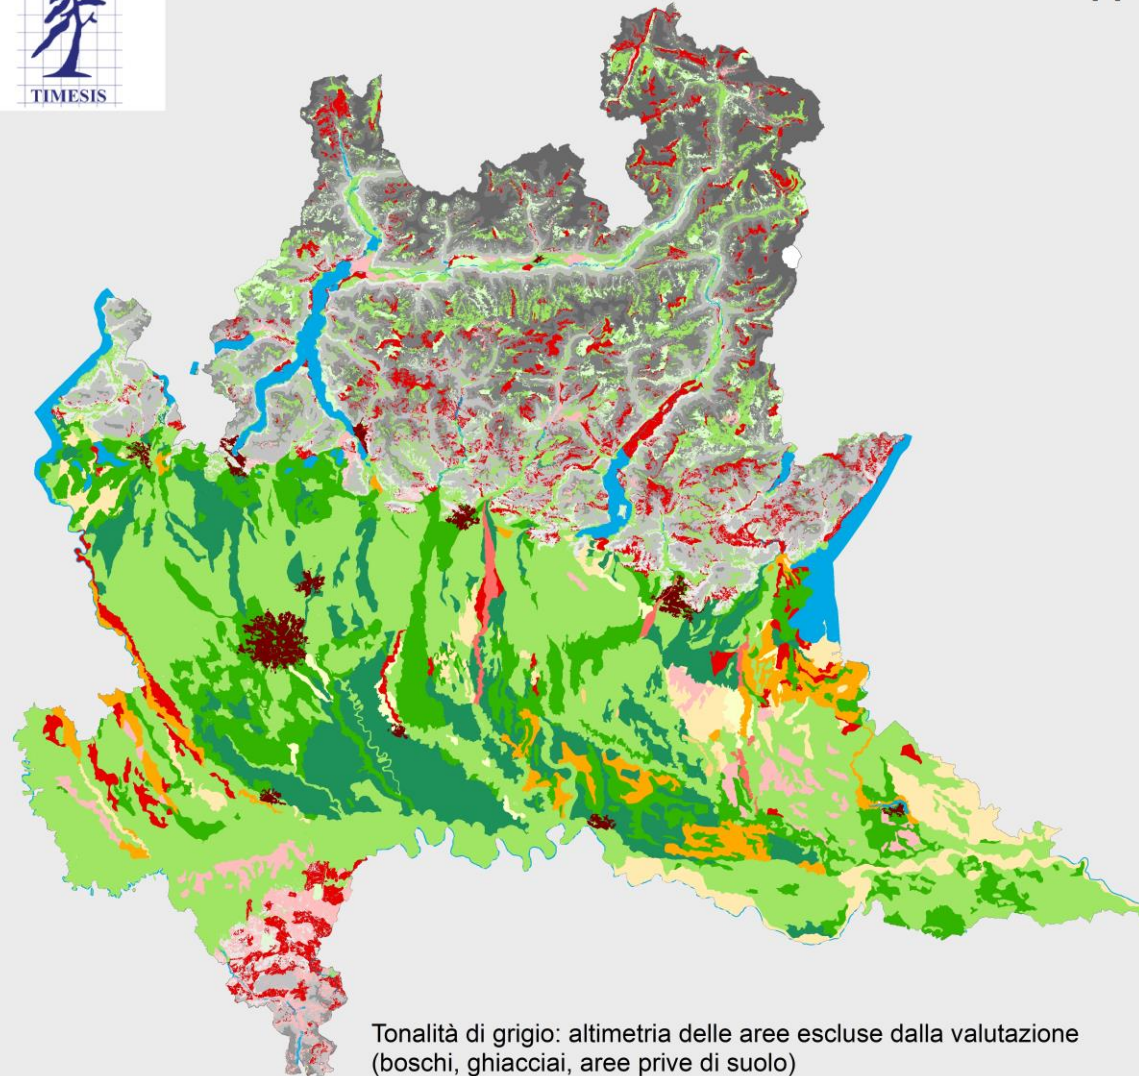 TIMESIS
Tonalità di grigio: altimetria delle aree escluse dalla valutazione
(boschi, ghiacciai, aree prive di suolo)